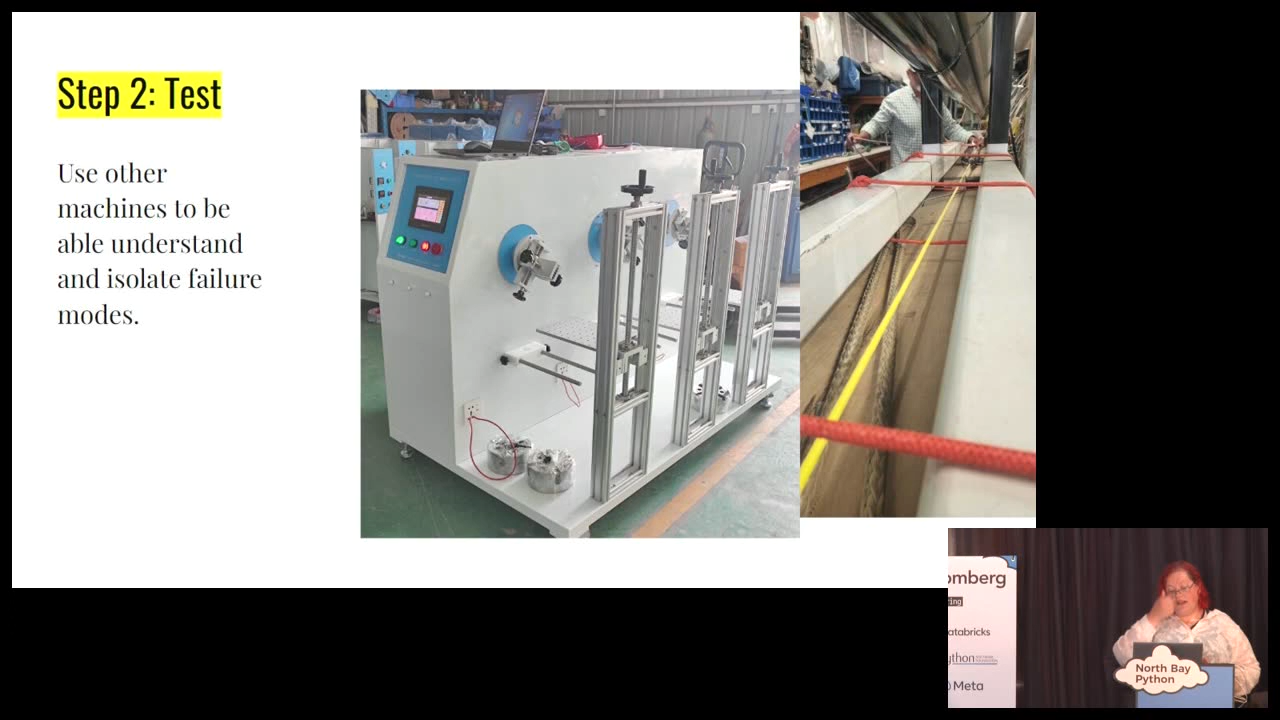 Step 2: Test
Use other
machines to be
able understand
and isolate failure
modes.
omberg
ring
atabricks
ython
Meta
North Bay
Python